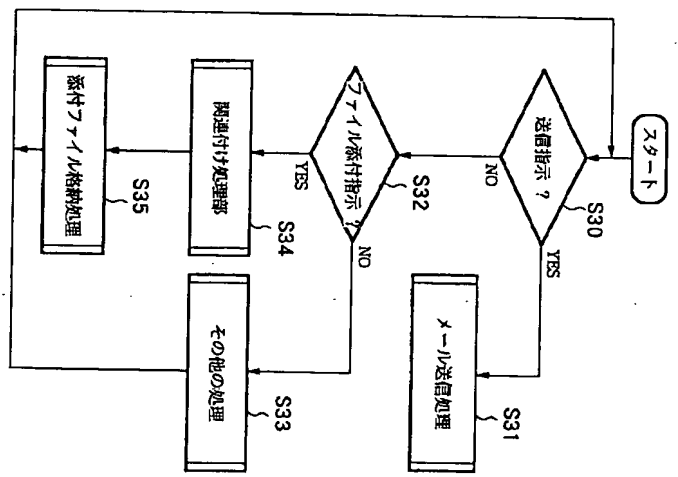 スタート
送信指示 ?
S30
YES
NO
メール送信処理
S31
ファイル添付指示 ?
S32
NO
YES
関連付け処理部
S34
その他の処理
S33
添付ファイル格納処理
S35